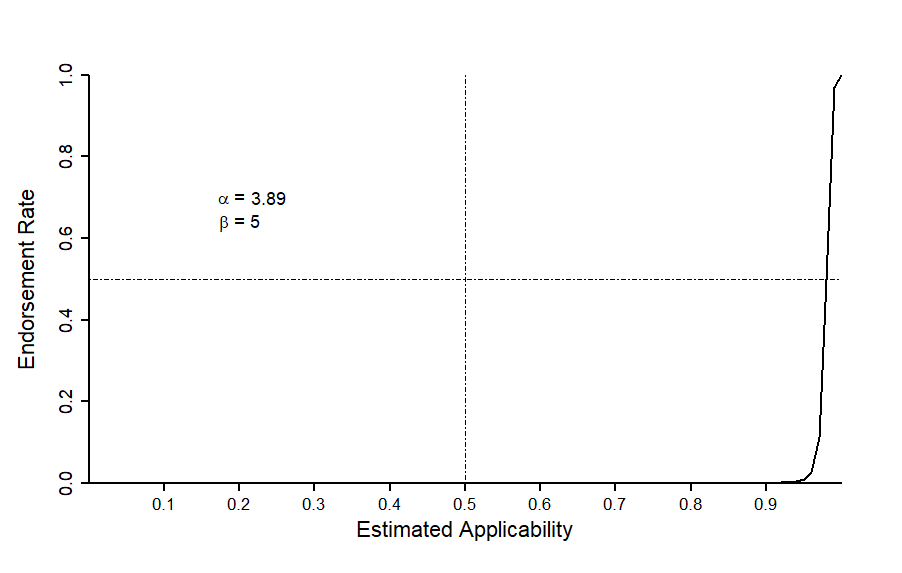 1.0
0.8
0.6
0.4
0.2
0.0
Endorsement Rate
α = 3.89
β = 5
0.1 0.2 0.3 0.4 0.5 0.6 0.7 0.8 0.9
Estimated Applicability